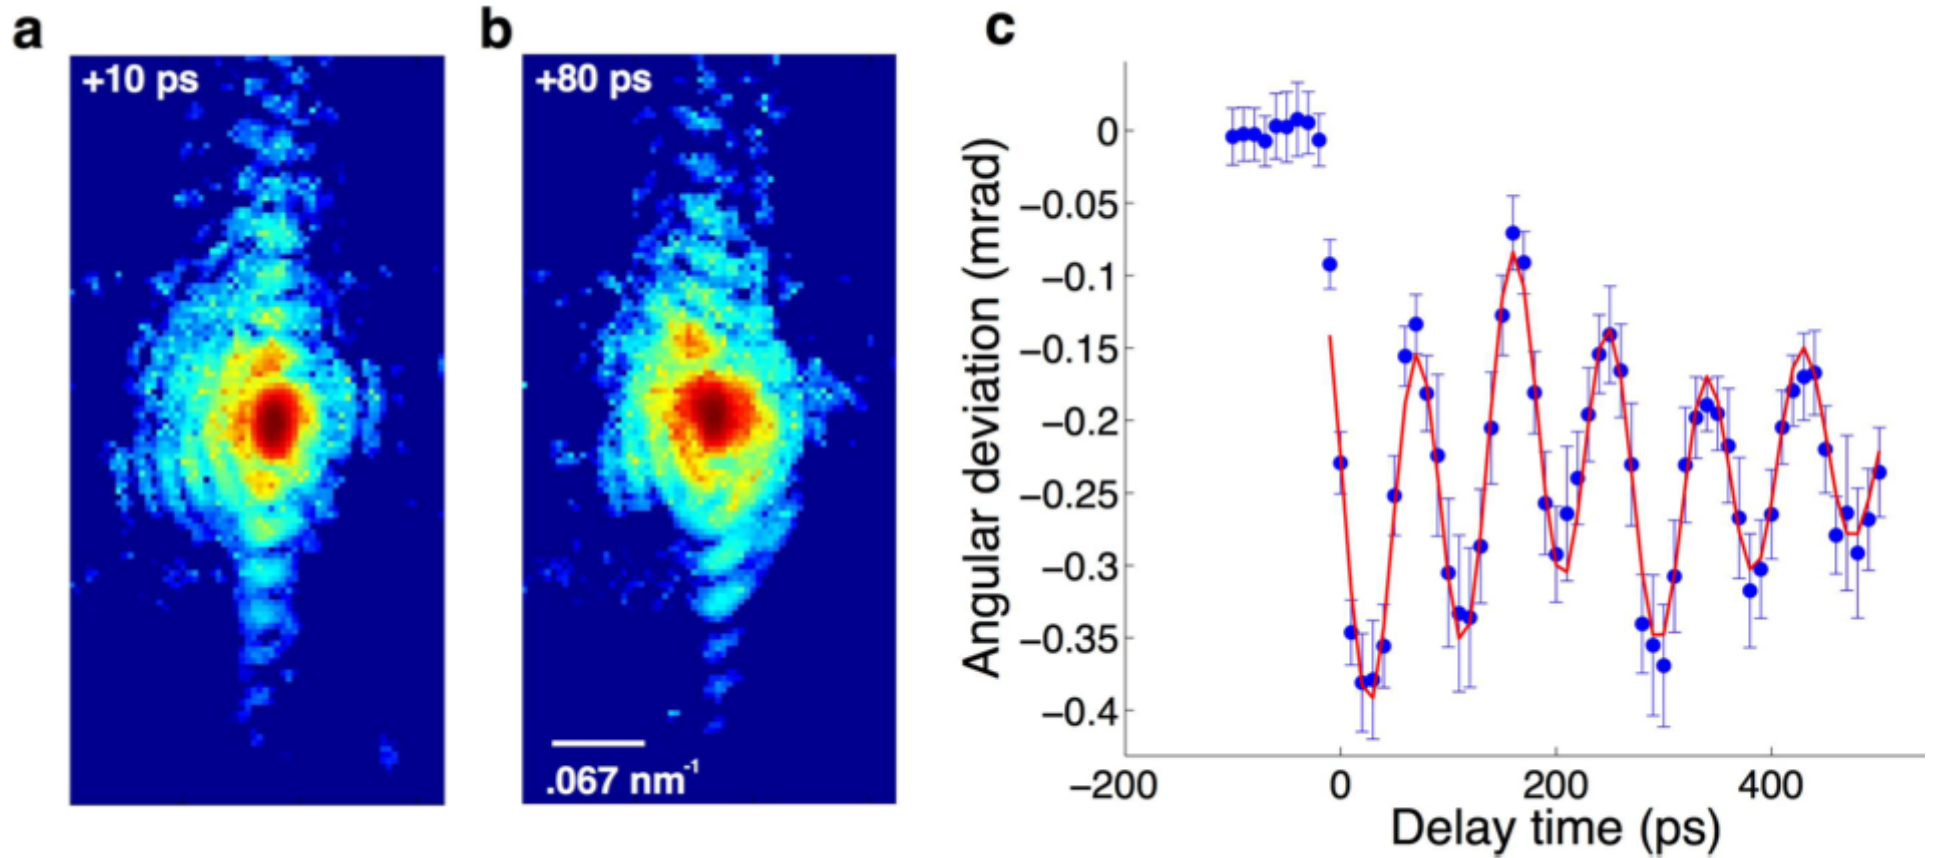 a
+10 ps
b
+80 ps
.067 nm-1
c
Angular deviation (mrad)
0
−0.05
−0.1
−0.15
−0.2
−0.25
−0.3
−0.35
−0.4
−200
0
200
400
Delay time (ps)